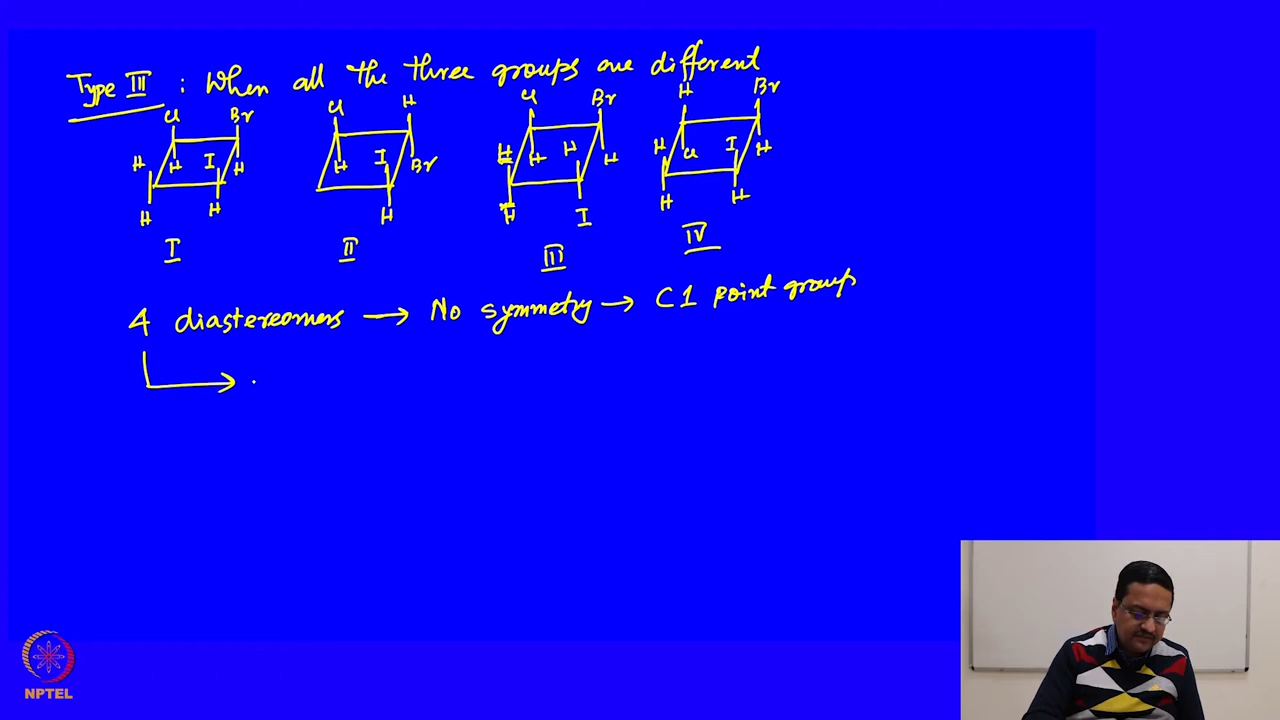 Type III : When all the three groups are different
Cl Br H H I H H H
Cl H H I Br H
Cl Br H H H H H I
H Br H Cl I H H H
I II III IV
4 diastereomers → No symmetry → C1 point groups
NPTEL